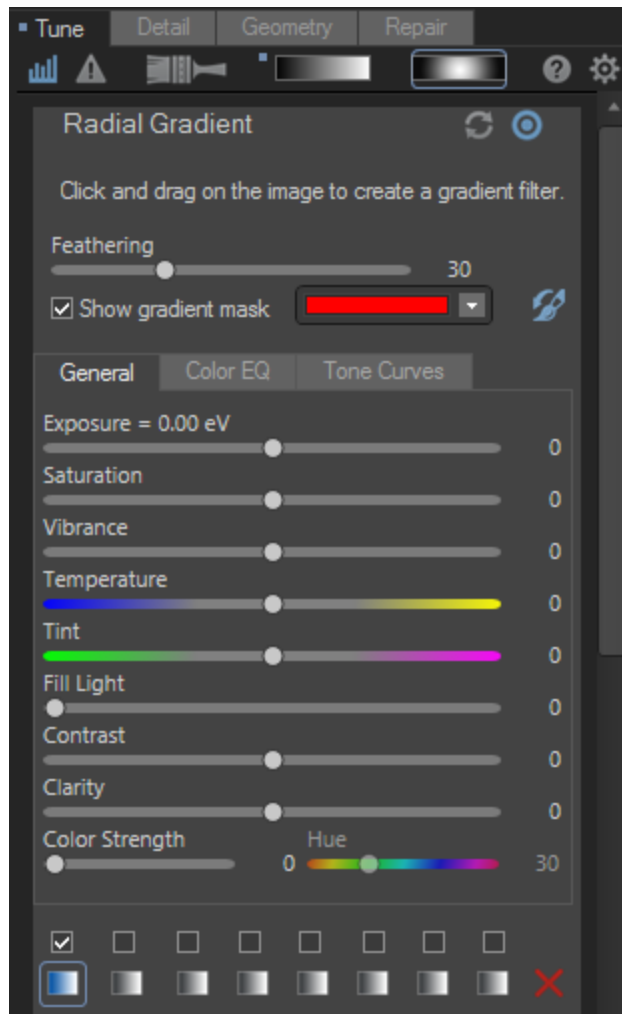 Tune Detail Geometry Repair
Radial Gradient
Click and drag on the image to create a gradient filter.
Feathering
30
Show gradient mask
General Color EQ Tone Curves
Exposure = 0.00 eV
0
Saturation
0
Vibrance
0
Temperature
0
Tint
0
Fill Light
0
Contrast
0
Clarity
0
Color Strength Hue
0 30